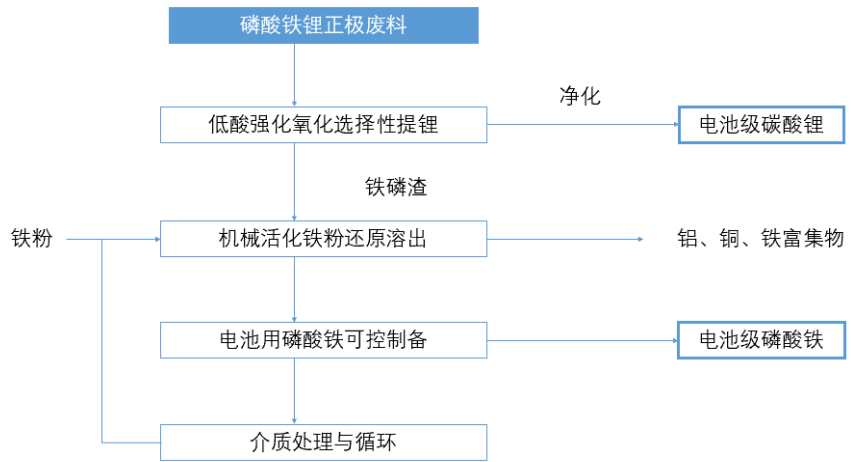 磷酸铁锂正极废料
净化
低酸强化氧化选择性提锂
电池级碳酸锂
铁磷渣
铁粉
机械活化铁粉还原溶出
铝、铜、铁富集物
电池用磷酸铁可控制备
电池级磷酸铁
介质处理与循环